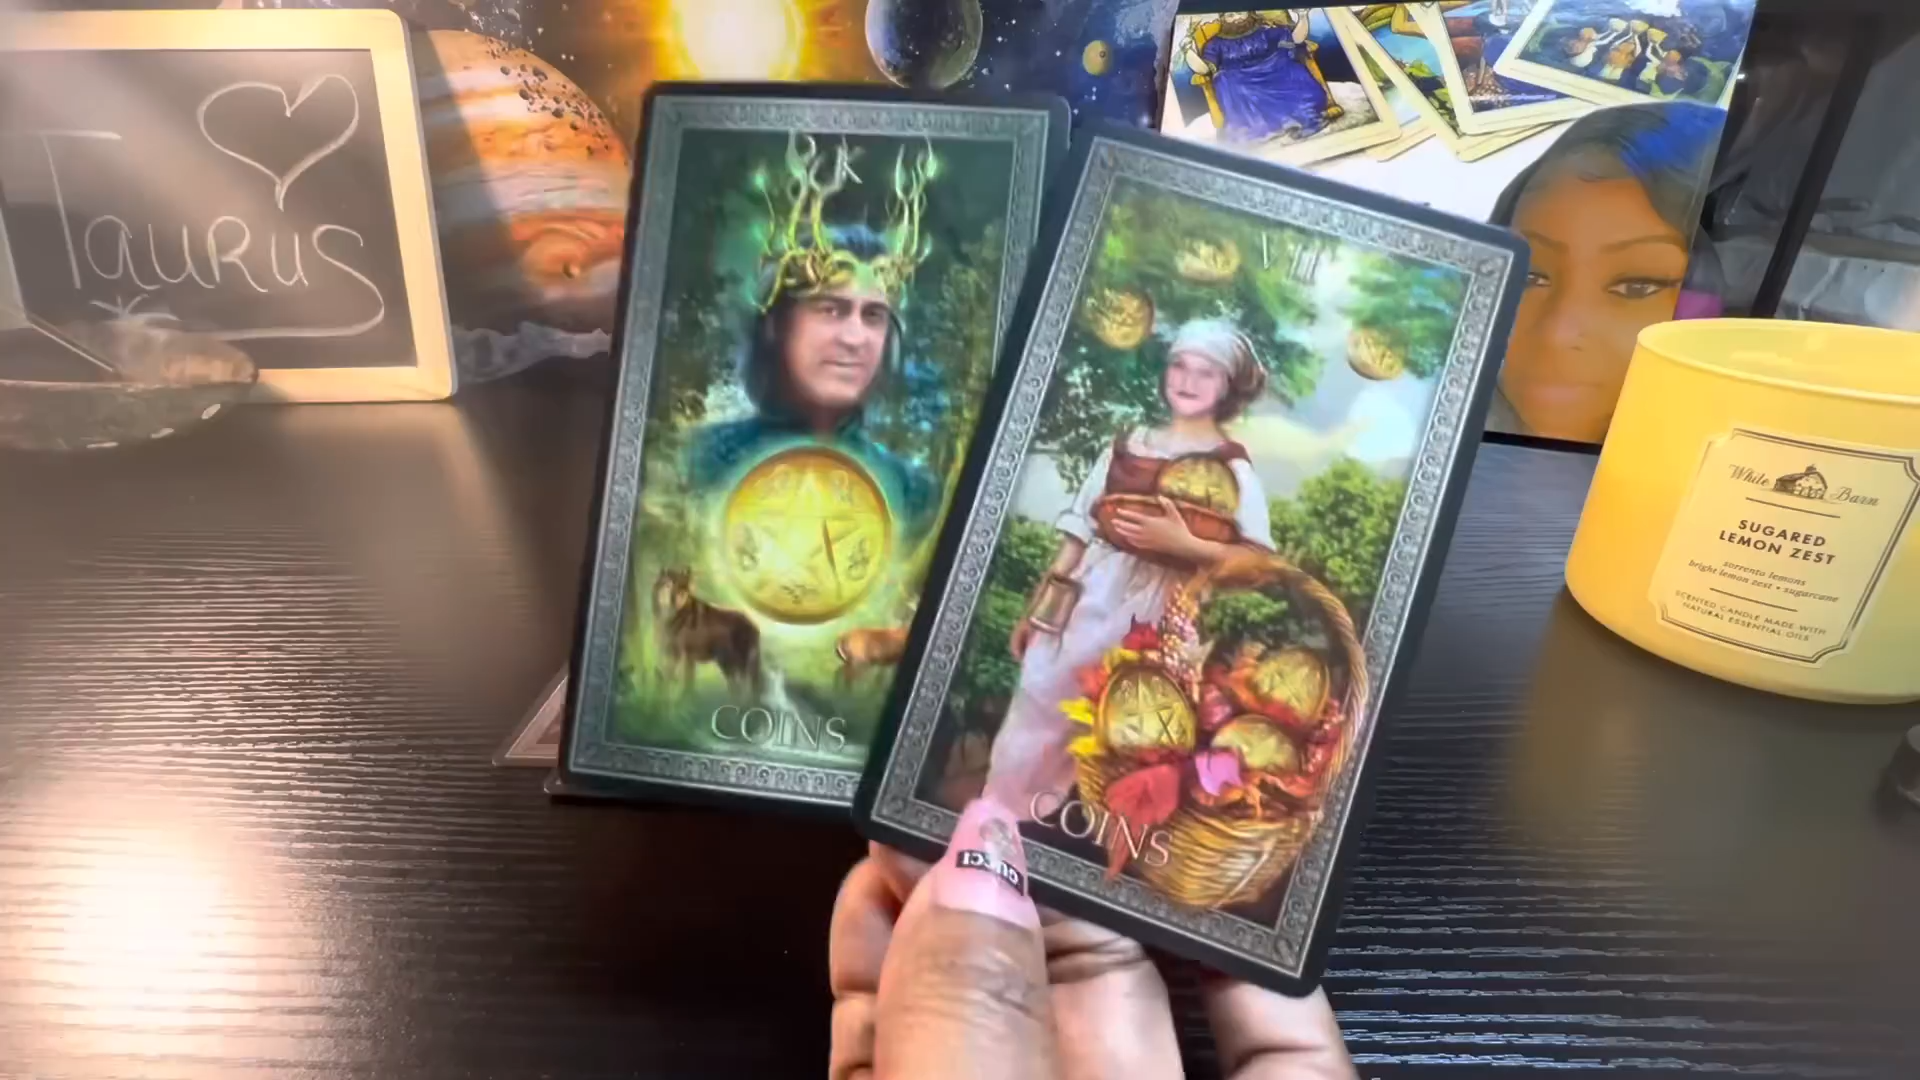 Taurus
K
COINS
VII
COINS
GUCCI
White Barn
SUGARED
LEMON ZEST
sorrento lemons
bright lemon zest • sugarcane
SCENTED CANDLE MADE WITH
NATURAL ESSENTIAL OILS